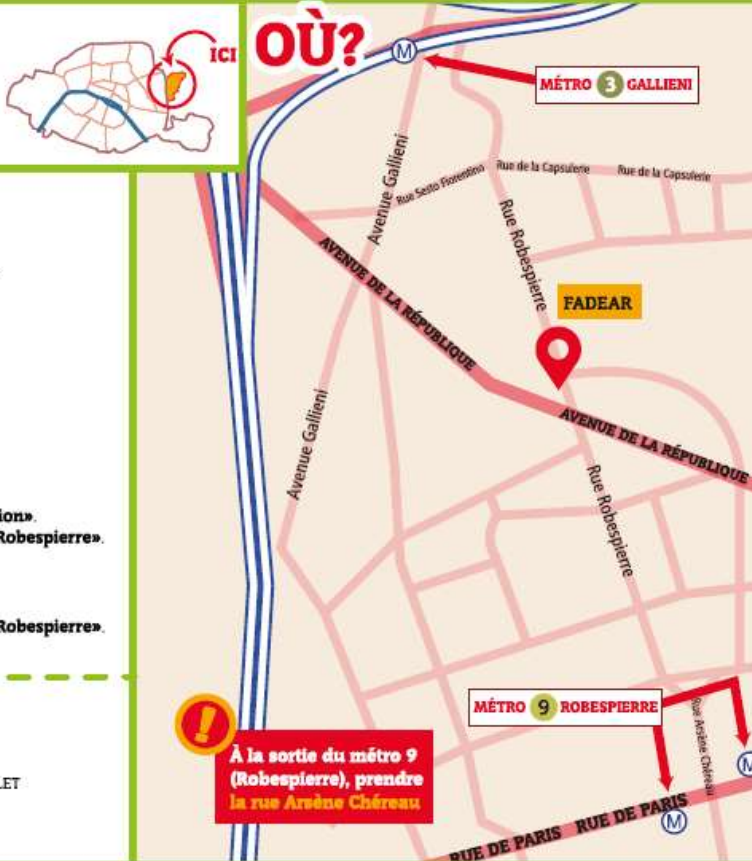 ICI
OÙ?
M
MÉTRO 3 GALLIENI
Avenue Gallieni
Rue Sesto Fiorentino
Rue de la Capsulerie
Rue de la Capsulerie
Rue Robespierre
AVENUE DE LA RÉPUBLIQUE
FADEAR
AVENUE DE LA RÉPUBLIQUE
Avenue Gallieni
Rue Robespierre
ion».
Robespierre».
Robespierre».
MÉTRO 9 ROBESPIERRE
Rue Arsène Chéreau
!
À la sortie du métro 9
(Robespierre), prendre
la rue Arsène Chéreau
LET
M
M
RUE DE PARIS
RUE DE PARIS